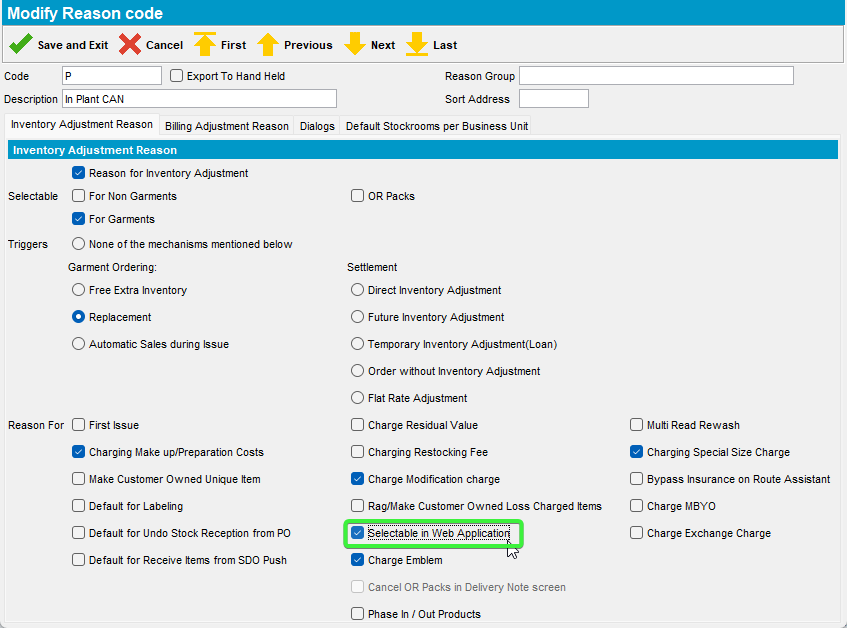 Modify Reason code
Save and Exit Cancel First Previous Next Last
Code P Export To Hand Held Reason Group
Description In Plant CAN Sort Address
Inventory Adjustment Reason Billing Adjustment Reason Dialogs Default Stockrooms per Business Unit
Inventory Adjustment Reason
Reason for Inventory Adjustment
Selectable For Non Garments OR Packs
For Garments
Triggers None of the mechanisms mentioned below
Garment Ordering: Settlement
Free Extra Inventory Direct Inventory Adjustment
Replacement Future Inventory Adjustment
Automatic Sales during Issue Temporary Inventory Adjustment(Loan)
Order without Inventory Adjustment
Flat Rate Adjustment
Reason For First Issue Charge Residual Value Multi Read Rewash
Charging Make up/Preparation Costs Charging Restocking Fee Charging Special Size Charge
Make Customer Owned Unique Item Charge Modification charge Bypass Insurance on Route Assistant
Default for Labeling Rag/Make Customer Owned Loss Charged Items Charge MBYO
Default for Undo Stock Reception from PO Selectable in Web Application Charge Exchange Charge
Default for Receive Items from SDO Push Charge Emblem
Cancel OR Packs in Delivery Note screen
Phase In / Out Products